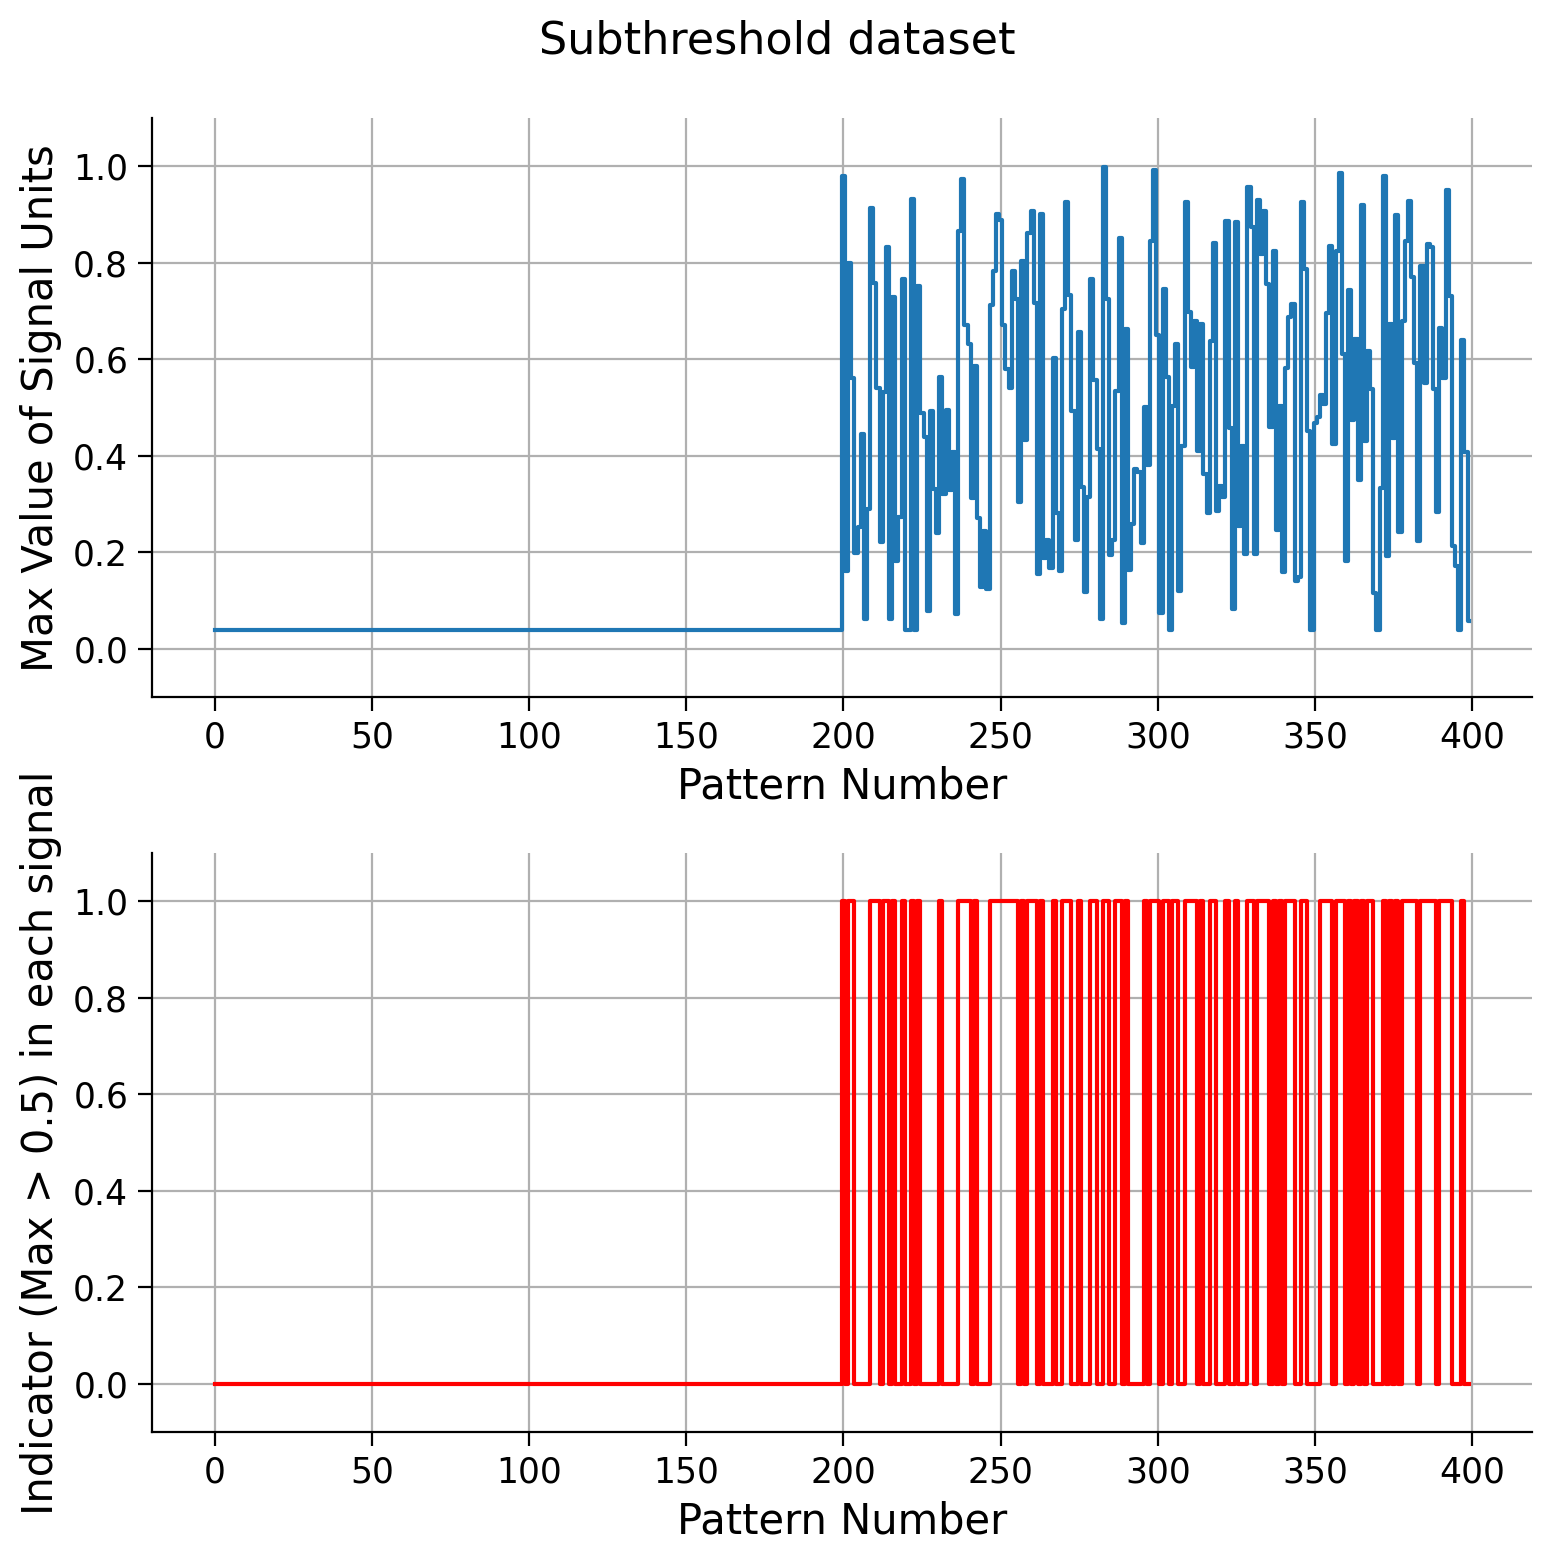 Subthreshold dataset
Max Value of Signal Units
1.0
0.8
0.6
0.4
0.2
0.0
0 50 100 150 200 250 300 350 400
Pattern Number
Indicator (Max > 0.5) in each signal
1.0
0.8
0.6
0.4
0.2
0.0
0 50 100 150 200 250 300 350 400
Pattern Number